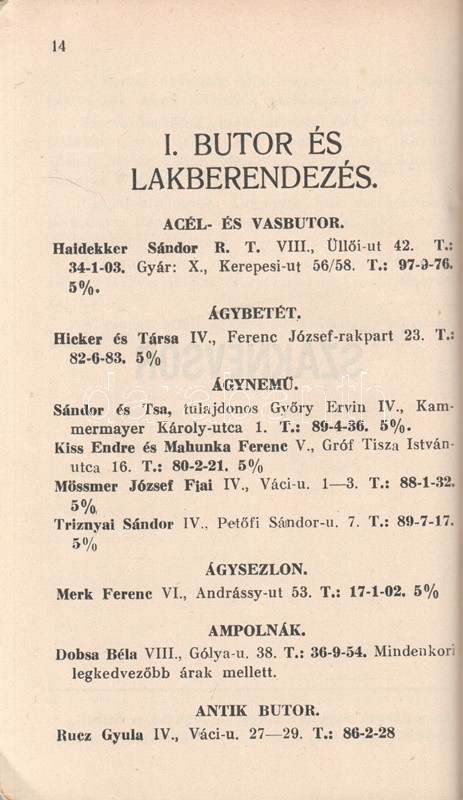 14
I. BUTOR ÉS
LAKBERENDEZÉS.
ACÉL- ÉS VASBUTOR.
Haidekker Sándor R. T. VIII., Üllői-ut 42. T.:
34-1-03. Gyár: X., Kerepesi-ut 56/58. T.: 97-9-76.
5%.
ÁGYBETÉT.
Hicker és Társa IV., Ferenc József-rakpart 23. T.:
82-6-83. 5%
ÁGYNEMŰ.
Sándor és Tsa, tulajdonos Győry Ervin IV., Kam-
mermayer Károly-utca 1. T.: 89-4-36. 5%.
Kiss Endre és Mahunka Ferenc V., Gróf Tisza István-
utca 16. T.: 80-2-21. 5%
Mössmer József Fiai IV., Váci-u. 1—3. T.: 88-1-32.
5%
Triznyai Sándor IV., Petőfi Sándor-u. 7. T.: 89-7-17.
5%
ÁGYSEZLON.
Merk Ferenc VI., Andrássy-ut 53. T.: 17-1-02. 5%
AMPOLNÁK.
Dobsa Béla VIII., Gólya-u. 38. T.: 36-9-54. Mindenkori
legkedvezőbb árak mellett.
ANTIK BUTOR.
Rucz Gyula IV., Váci-u. 27—29. T.: 86-2-28